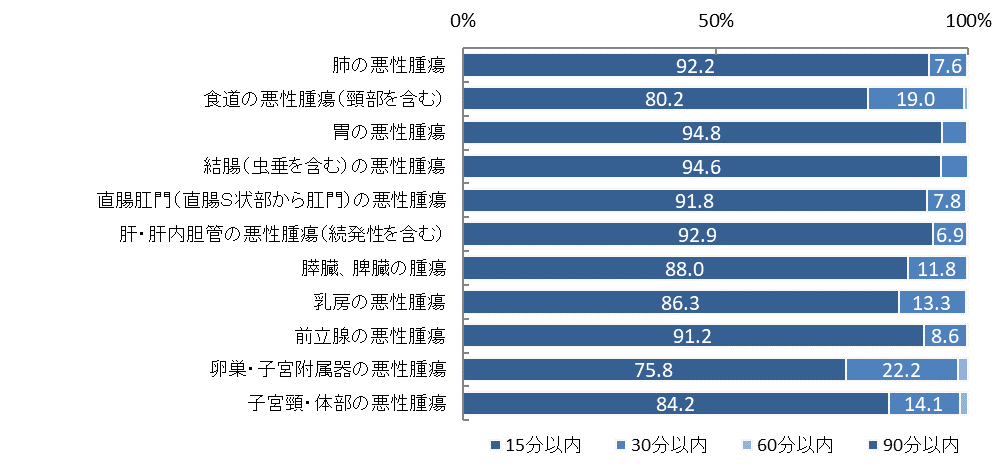 0% 50% 100%
肺の悪性腫瘍 92.2 7.6
食道の悪性腫瘍(頸部を含む) 80.2 19.0
胃の悪性腫瘍 94.8
結腸(虫垂を含む)の悪性腫瘍 94.6
直腸肛門(直腸S状部から肛門)の悪性腫瘍 91.8 7.8
肝・肝内胆管の悪性腫瘍(続発性を含む) 92.9 6.9
膵臓、脾臓の腫瘍 88.0 11.8
乳房の悪性腫瘍 86.3 13.3
前立腺の悪性腫瘍 91.2 8.6
卵巣・子宮附属器の悪性腫瘍 75.8 22.2
子宮頸・体部の悪性腫瘍 84.2 14.1
15分以内 30分以内 60分以内 90分以内